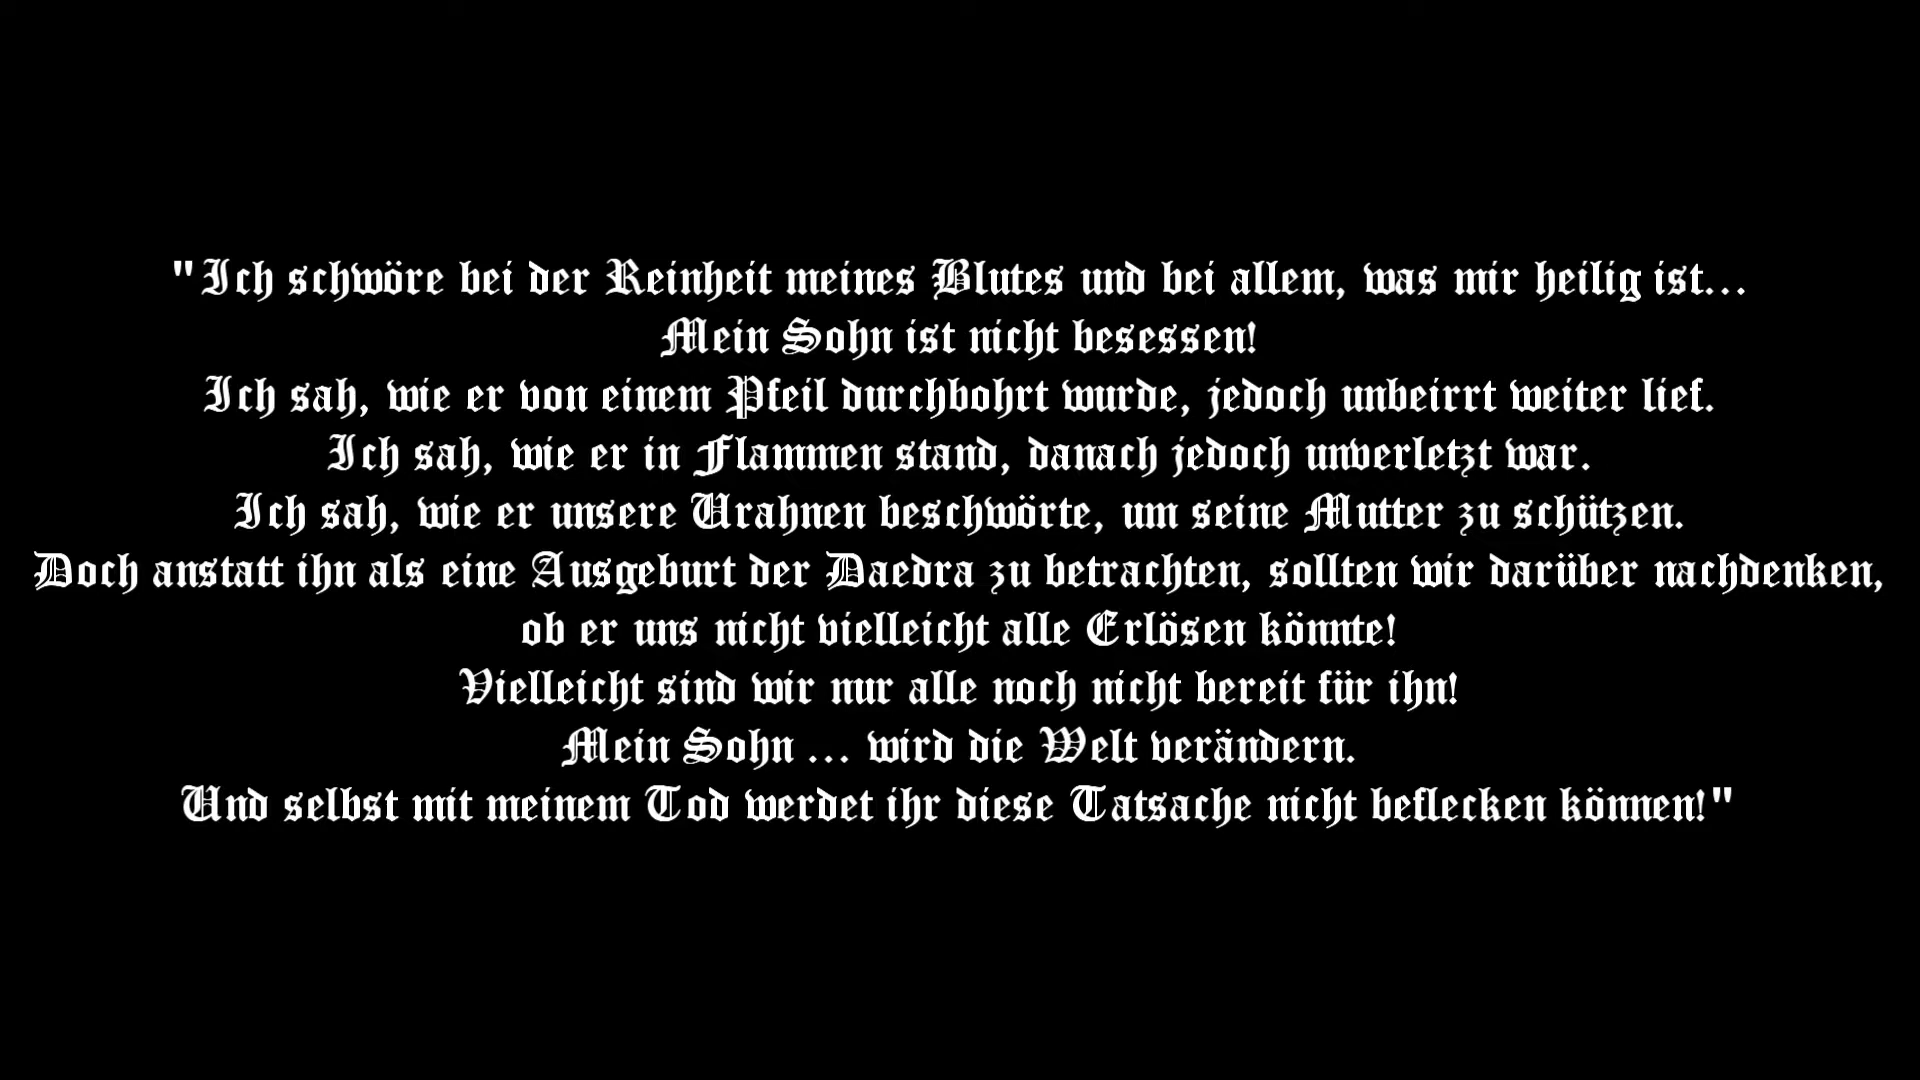 "Ich schwöre bei der Reinheit meines Blutes und bei allem, was mir heilig ist...
Mein Sohn ist nicht besessen!
Ich sah, wie er von einem Pfeil durchbohrt wurde, jedoch unbeirrt weiter lief.
Ich sah, wie er in Flammen stand, danach jedoch unverletzt war.
Ich sah, wie er unsere Urahnen beschwörte, um seine Mutter zu schützen.
Doch anstatt ihn als eine Ausgeburt der Daedra zu betrachten, sollten wir darüber nachdenken,
ob er uns nicht vielleicht alle Erlösen könnte!
Vielleicht sind wir nur alle noch nicht bereit für ihn!
Mein Sohn ... wird die Welt verändern.
Und selbst mit meinem Tod werdet ihr diese Tatsache nicht beflecken können!"